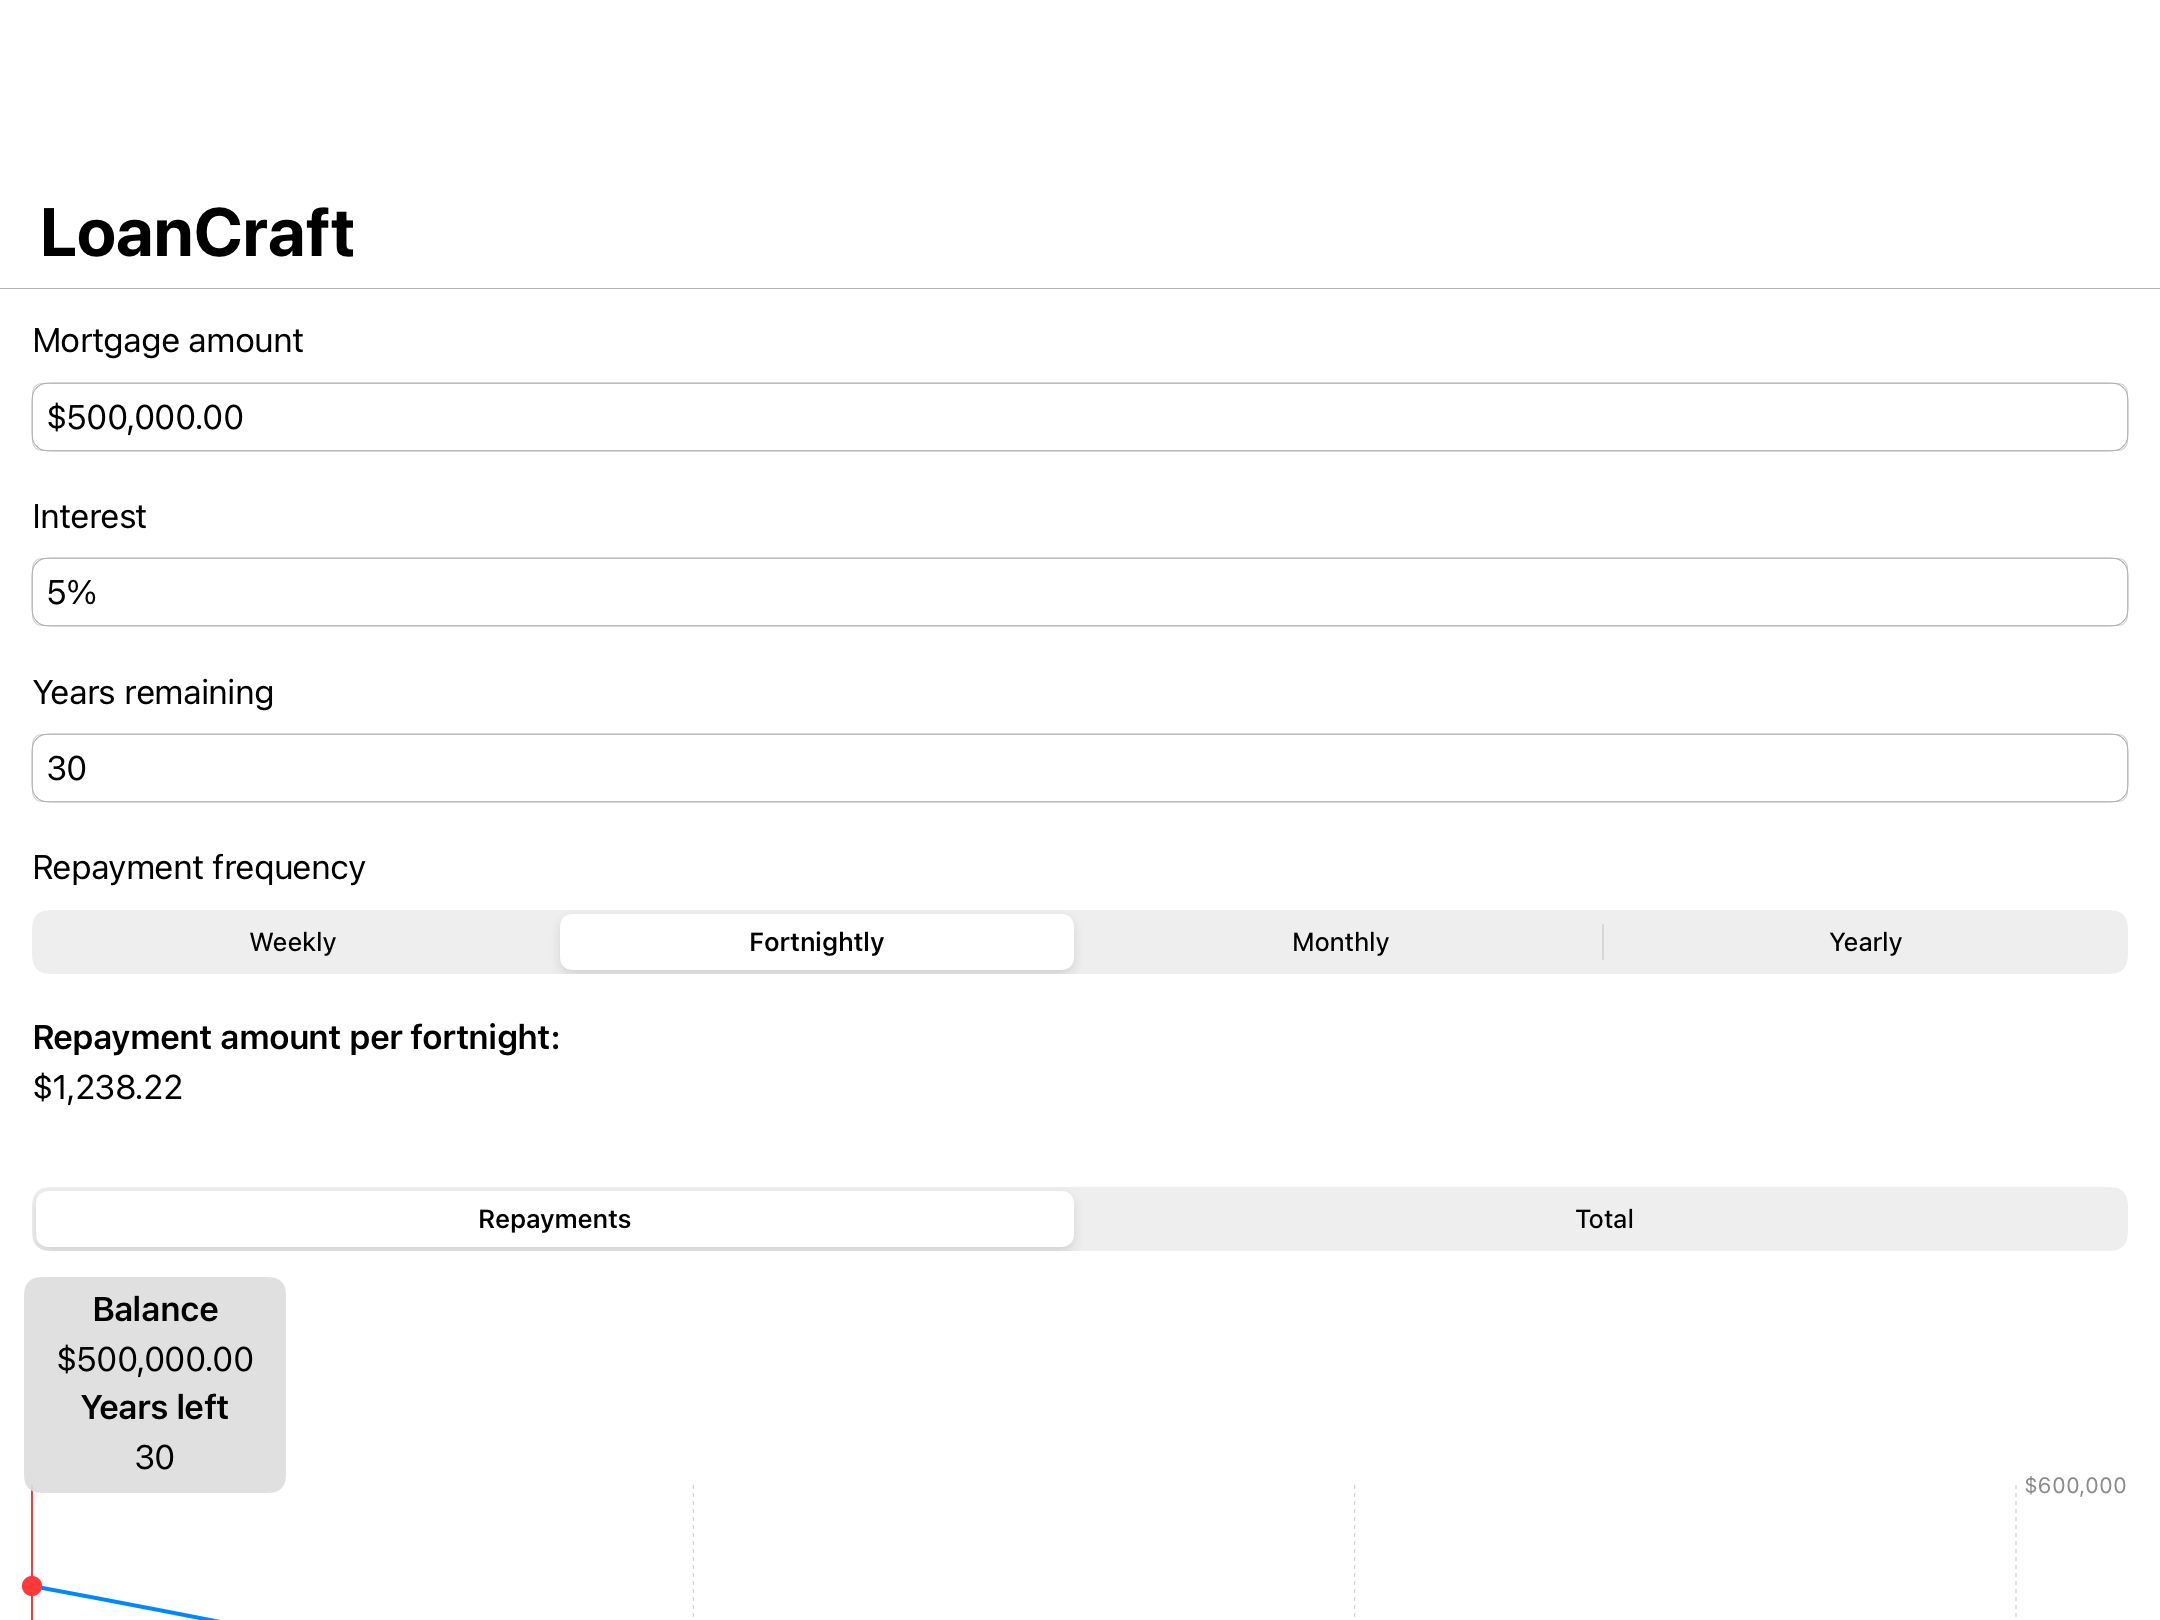 LoanCraft
Mortgage amount
$500,000.00
Interest
5%
Years remaining
30
Repayment frequency
Weekly Fortnightly Monthly Yearly
Repayment amount per fortnight:
$1,238.22
Repayments Total
Balance
$500,000.00
Years left
30
$600,000